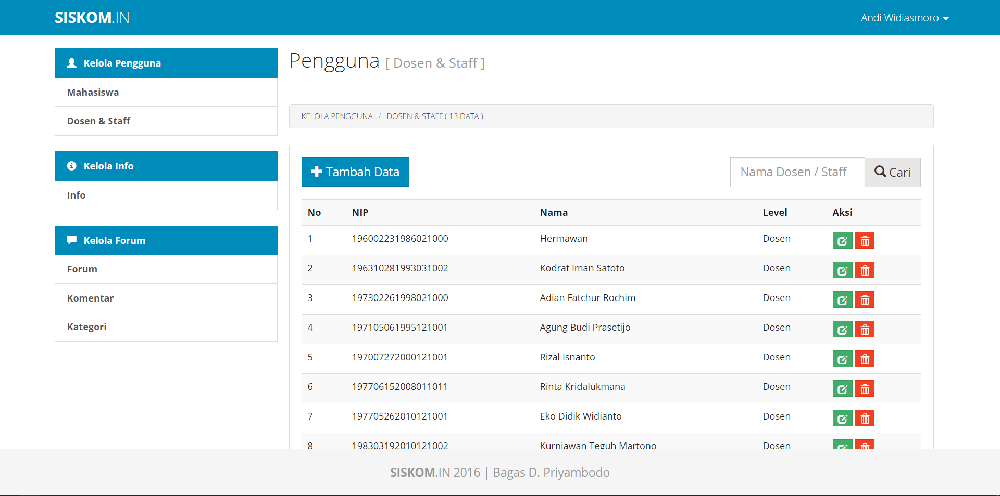 SISKOM.IN
Andi Widiasmoro
Kelola Pengguna
Mahasiswa
Dosen & Staff
Kelola Info
Info
Kelola Forum
Forum
Komentar
Kategori
Pengguna [ Dosen & Staff ]
KELOLA PENGGUNA / DOSEN & STAFF ( 13 DATA )
Tambah Data
Nama Dosen / Staff
Cari
No NIP Nama Level Aksi
1 196002231986021000 Hermawan Dosen
2 196310281993031002 Kodrat Iman Satoto Dosen
3 197302261998021000 Adian Fatchur Rochim Dosen
4 197105061995121001 Agung Budi Prasetijo Dosen
5 197007272000121001 Rizal Isnanto Dosen
6 197706152008011011 Rinta Kridalukmana Dosen
7 197705262010121001 Eko Didik Widianto Dosen
8 198303192010121002 Kurniawan Teguh Martono Dosen
SISKOM.IN 2016 | Bagas D. Priyambodo